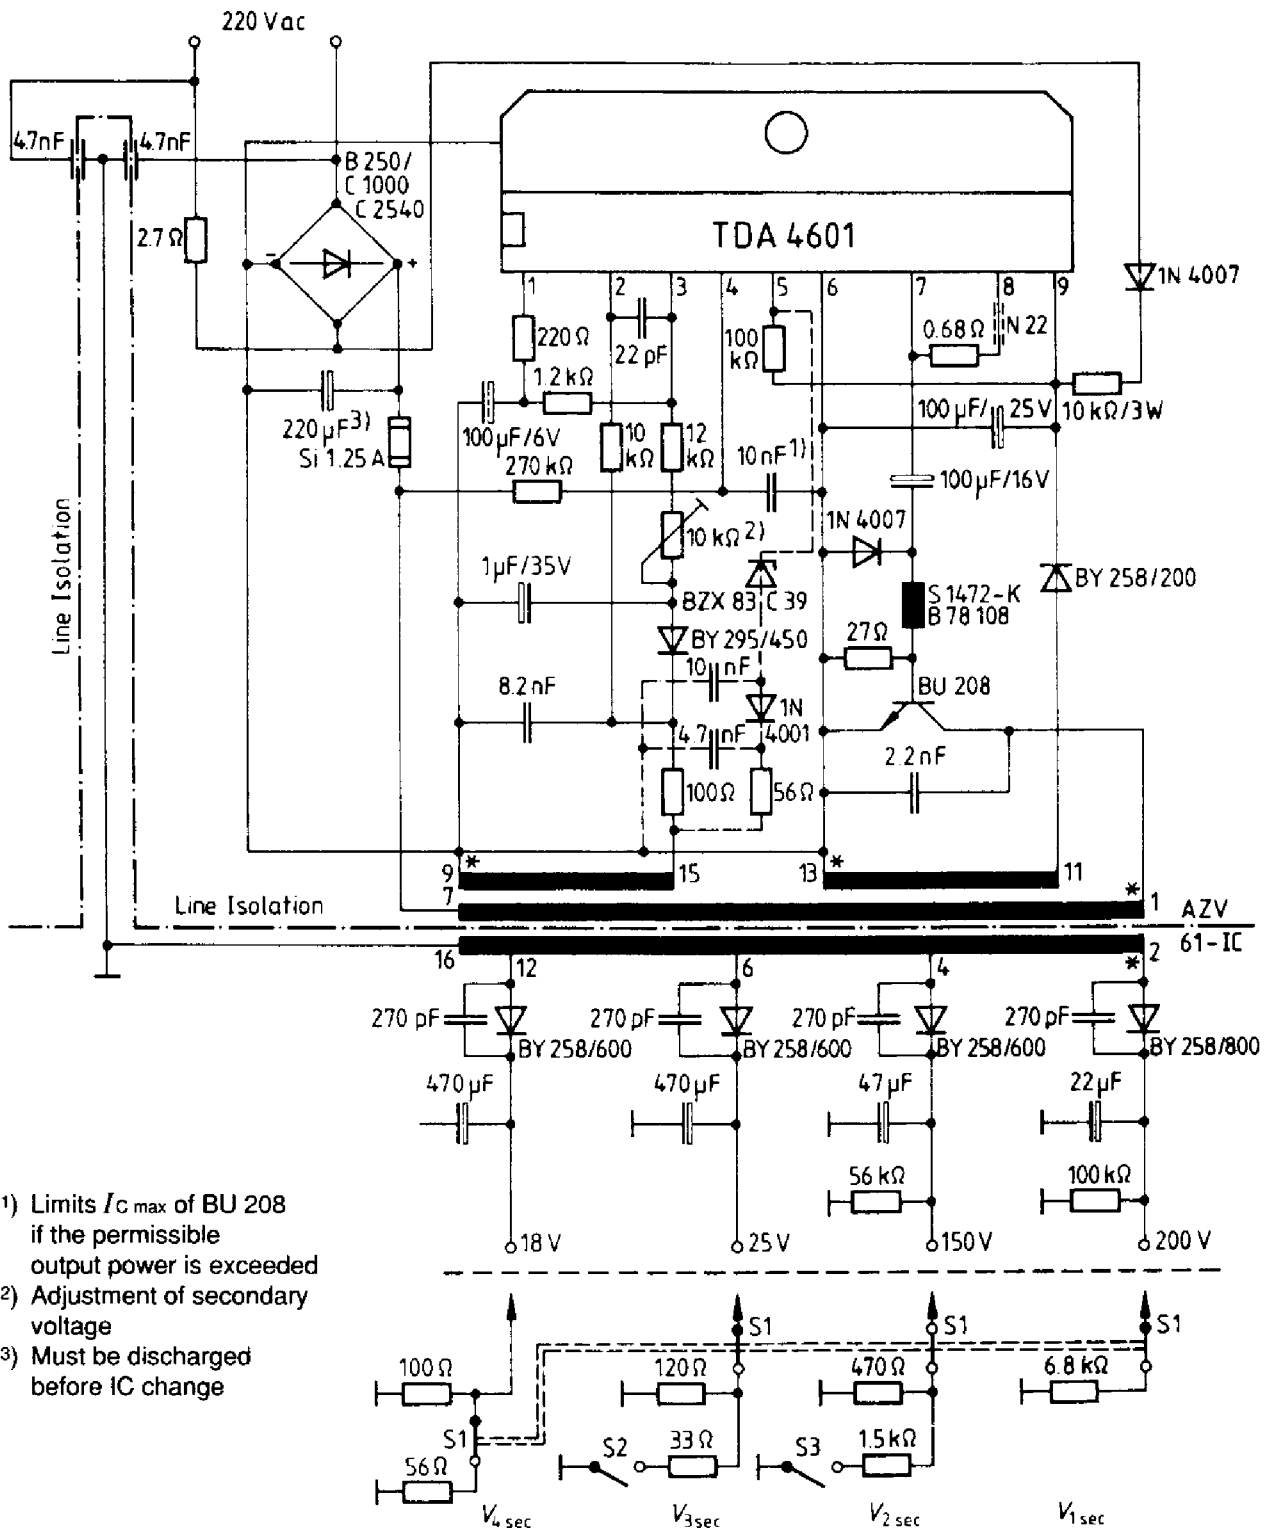 220 Vac
4.7nF
4.7nF
B 250/
C 1000
C 2540
2.7 Ω
-
+
TDA 4601
1
2
3
4
5
6
7
8
9
1N 4007
220 Ω
22 pF
100
kΩ
0.68 Ω
N 22
1.2 kΩ
10 kΩ/3W
220 µF3)
Si 1.25 A
100 µF/6V
10
kΩ
12
kΩ
10 nF1)
100 µF/
25 V
270 kΩ
100 µF/16V
1N 4007
10 kΩ2)
Line Isolation
1µF/35V
BZX 83 C 39
S 1472-K
B 78 108
BY 258/200
BY 295/450
27 Ω
10 nF
8.2 nF
BU 208
1N
4001
4.7 nF
2.2 nF
100 Ω
56 Ω
9
*
15
13
*
11
7
Line Isolation
*
1
AZV
16
61-IC
12
6
4
*
2
270 pF
270 pF
270 pF
270 pF
BY 258/600
BY 258/600
BY 258/600
BY 258/800
470 µF
470 µF
47 µF
22 µF
56 kΩ
100 kΩ
18 V
25 V
150 V
200 V
1) Limits IC max of BU 208
if the permissible
output power is exceeded
2) Adjustment of secondary
voltage
3) Must be discharged
before IC change
S1
S1
S1
100 Ω
120 Ω
470 Ω
6.8 kΩ
S1
S2
33 Ω
S3
1.5 kΩ
56 Ω
V4 sec
V3sec
V2 sec
V1 sec